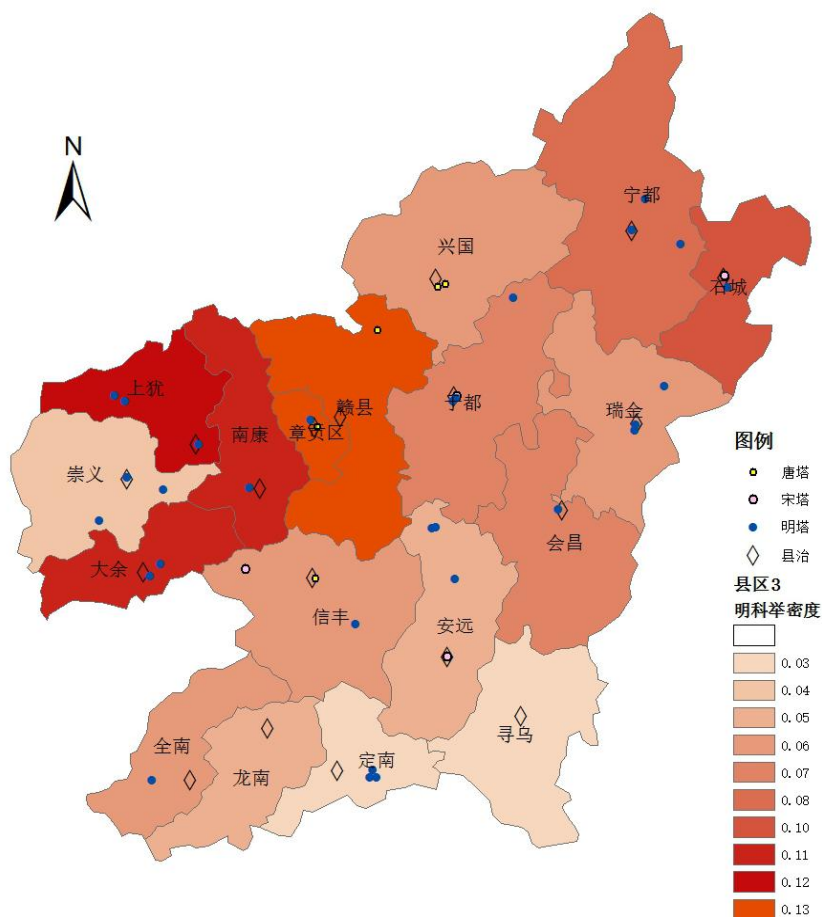 N
宁都
兴国
石城
上犹
赣县
宁都
章贡区
南康
瑞金
崇义
会昌
大余
信丰
安远
寻乌
全南
龙南
定南
图例
唐塔
宋塔
明塔
县治
县区3
明科举密度
0.03
0.04
0.05
0.06
0.07
0.08
0.10
0.11
0.12
0.13